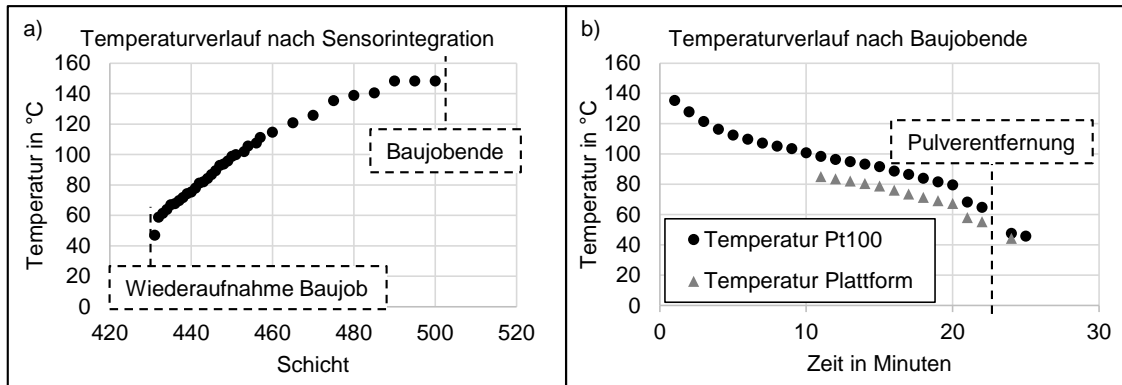 a)
Temperaturverlauf nach Sensorintegration
Temperatur in °C
160
140
120
100
80
60
40
20
0
Baujobende
Wiederaufnahme Baujob
420 440 460 480 500 520
Schicht
b)
Temperaturverlauf nach Baujobende
Temperatur in °C
160
140
120
100
80
60
40
20
0
Pulverentfernung
Temperatur Pt100
Temperatur Plattform
0 10 20 30
Zeit in Minuten